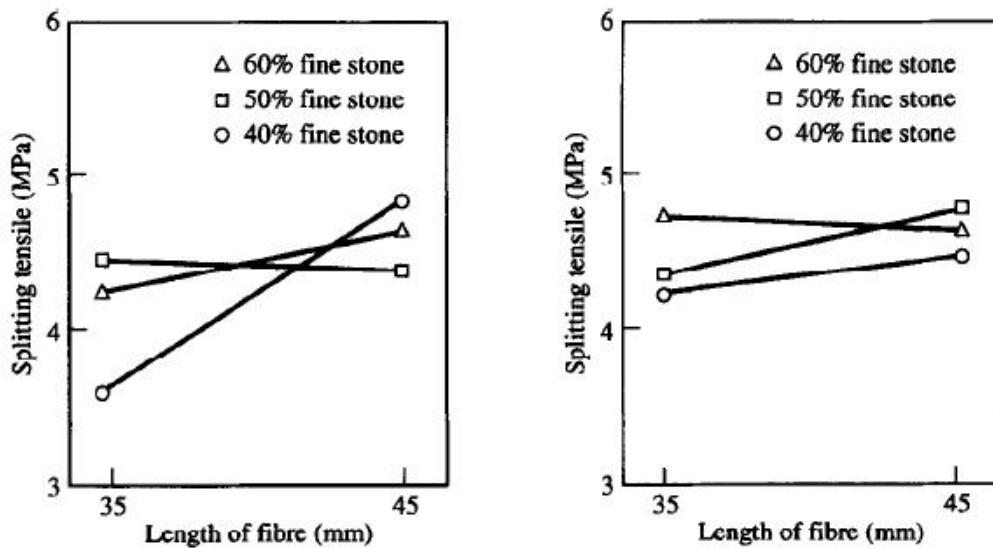 6
60% fine stone
50% fine stone
40% fine stone
5
4
3
Splitting tensile (MPa)
35
45
Length of fibre (mm)
6
60% fine stone
50% fine stone
40% fine stone
5
4
3
Splitting tensile (MPa)
35
45
Length of fibre (mm)